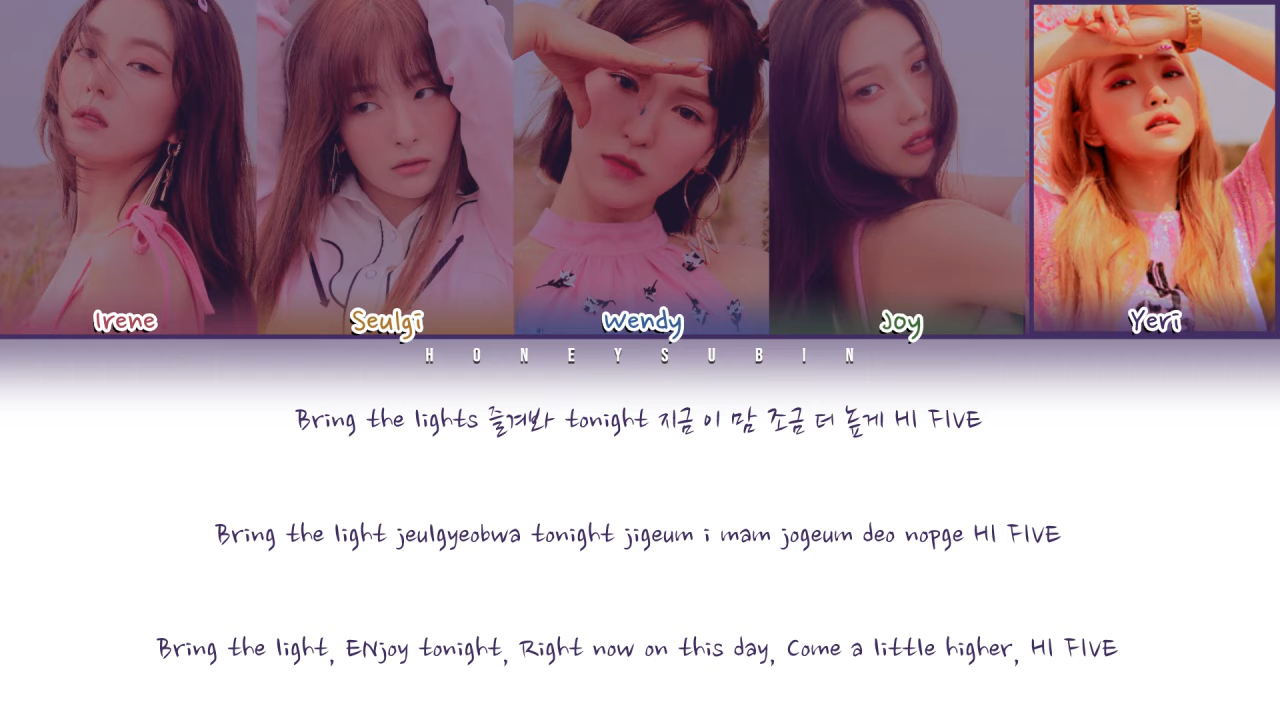 Irene Seulgi Wendy Joy Yeri
HONEYSUBIN
Bring the lights 즐겨봐 tonight 지금 이 맘 조금 더 높게 HI FIVE
Bring the light jeulgyeobwa tonight jigeum i mam jogeum deo nopge HI FIVE
Bring the light, ENjoy tonight, Right now on this day, Come a little higher, HI FIVE